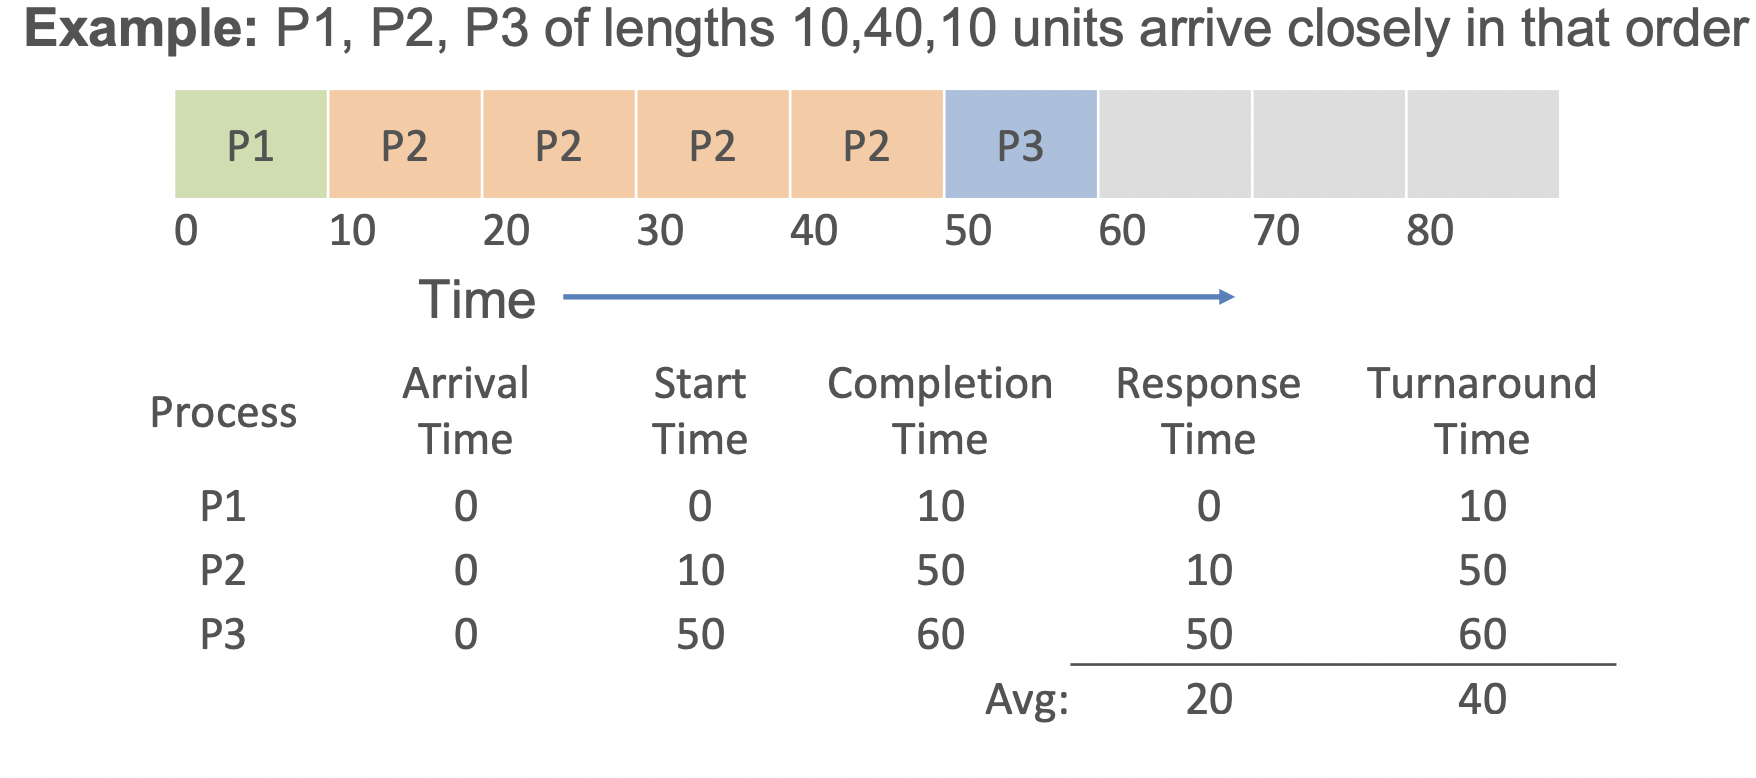 Example: P1, P2, P3 of lengths 10,40,10 units arrive closely in that order
P1 P2 P2 P2 P2 P3
0 10 20 30 40 50 60 70 80
Time
Process Arrival Time Start Time Completion Time Response Time Turnaround Time
P1 0 0 10 0 10
P2 0 10 50 10 50
P3 0 50 60 50 60
Avg: 20 40